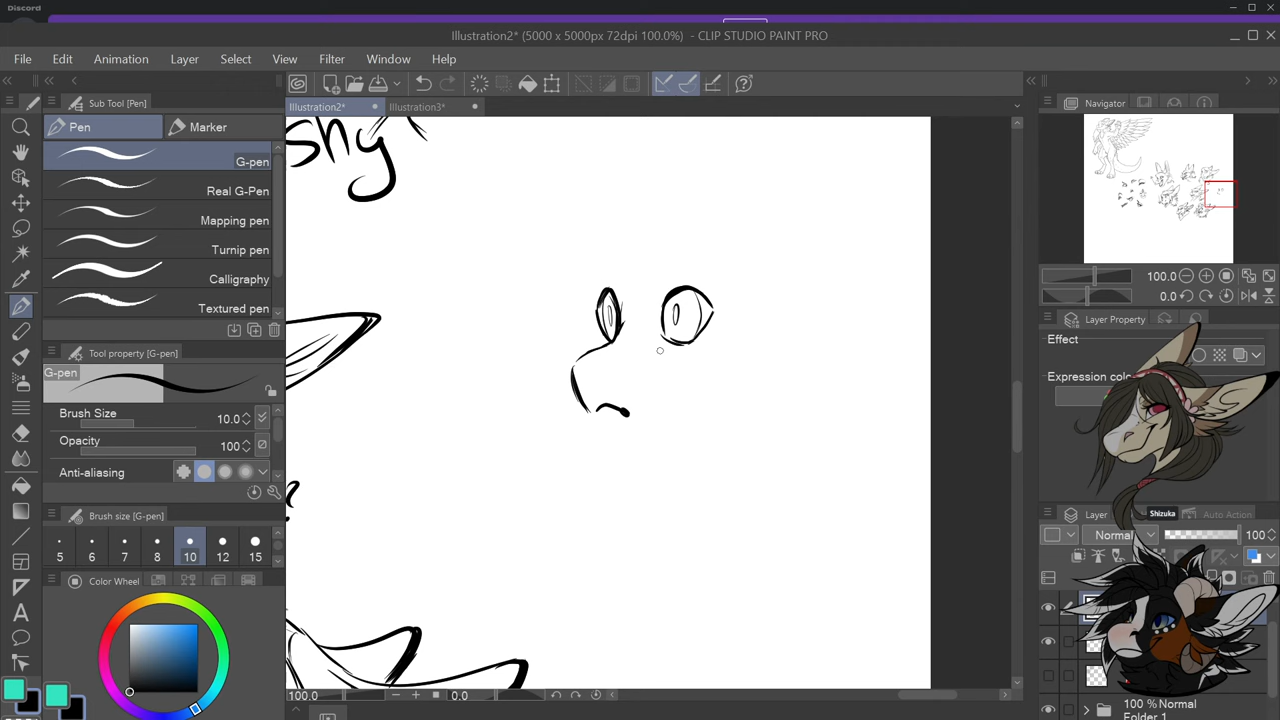 Discord
Illustration2* (5000 x 5000px 72dpi 100.0%) - CLIP STUDIO PAINT PRO
File Edit Animation Layer Select View Filter Window Help
Sub Tool [Pen]
Illustration2* Illustration3*
Navigator
Pen Marker
shy"
G-pen
Real G-Pen
Mapping pen
Turnip pen
Calligraphy
Textured pen
100.0
0.0
Layer Property
Effect
Expression colo
Tool property [G-pen]
G-pen
Brush Size 10.0
Opacity 100
Anti-aliasing
Brush size [G-pen]
5 6 7 8 10 12 15
Shizuka
Layer Auto Action
Normal 100
Color Wheel
100.0 0.0
100 % Normal
Folder 1